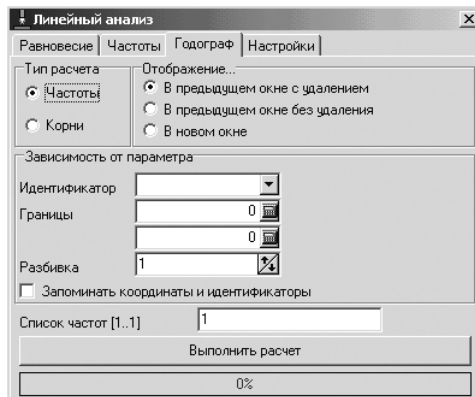 Линейный анализ
Равновесие Частоты Годограф Настройки
Тип расчета
Частоты
Корни
Отображение...
В предыдущем окне с удалением
В предыдущем окне без удаления
В новом окне
Зависимость от параметра
Идентификатор
Границы 0
0
Разбивка 1
Запоминать координаты и идентификаторы
Список частот [1..1] 1
Выполнить расчет
0%